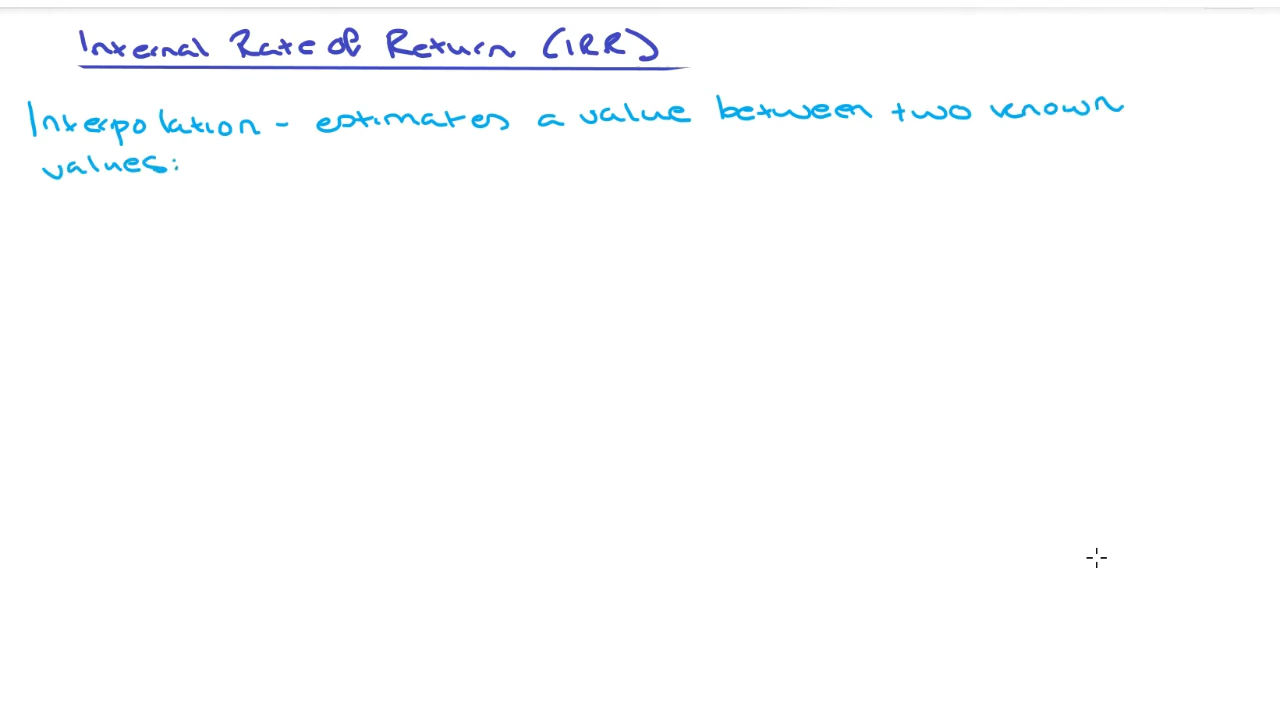 Internal Rate of Return (IRR)
Interpolation - estimates a value between two known
values: